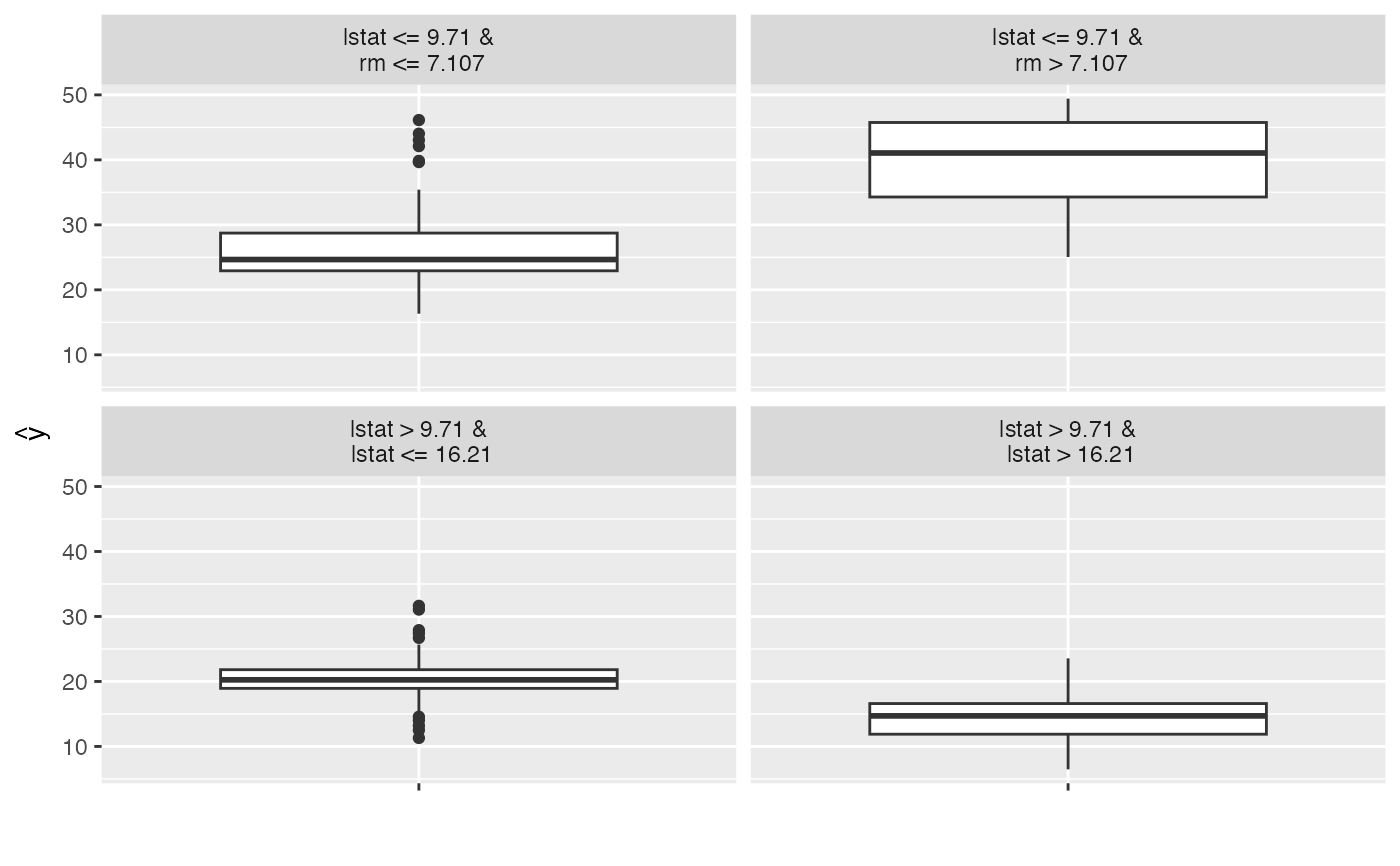 lstat <= 9.71 &
rm <= 7.107
lstat <= 9.71 &
rm > 7.107
50
40
30
20
10
ŷ
lstat > 9.71 &
lstat <= 16.21
lstat > 9.71 &
lstat > 16.21
50
40
30
20
10